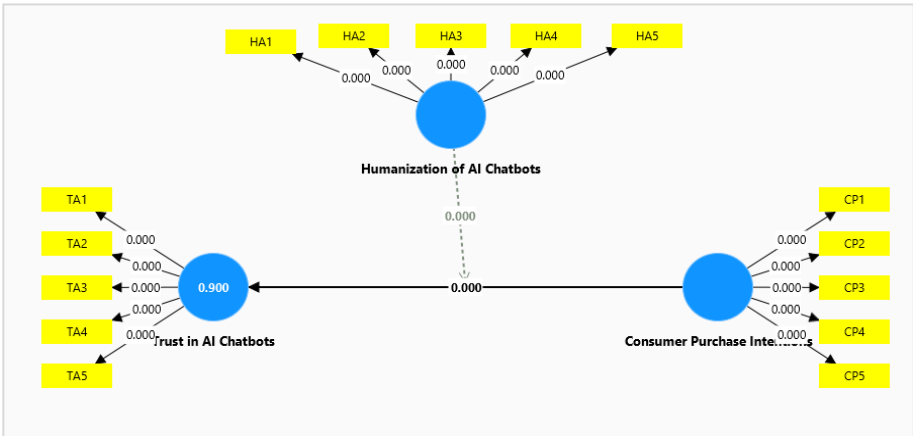 HA1
HA2
HA3
HA4
HA5
0.000
0.000
0.000
0.000
0.000
Humanization of AI Chatbots
0.000
TA1
TA2
TA3
TA4
TA5
0.000
0.000
0.000
0.000
0.000
0.900
Trust in AI Chatbots
0.000
Consumer Purchase Intentions
0.000
0.000
0.000
0.000
0.000
CP1
CP2
CP3
CP4
CP5